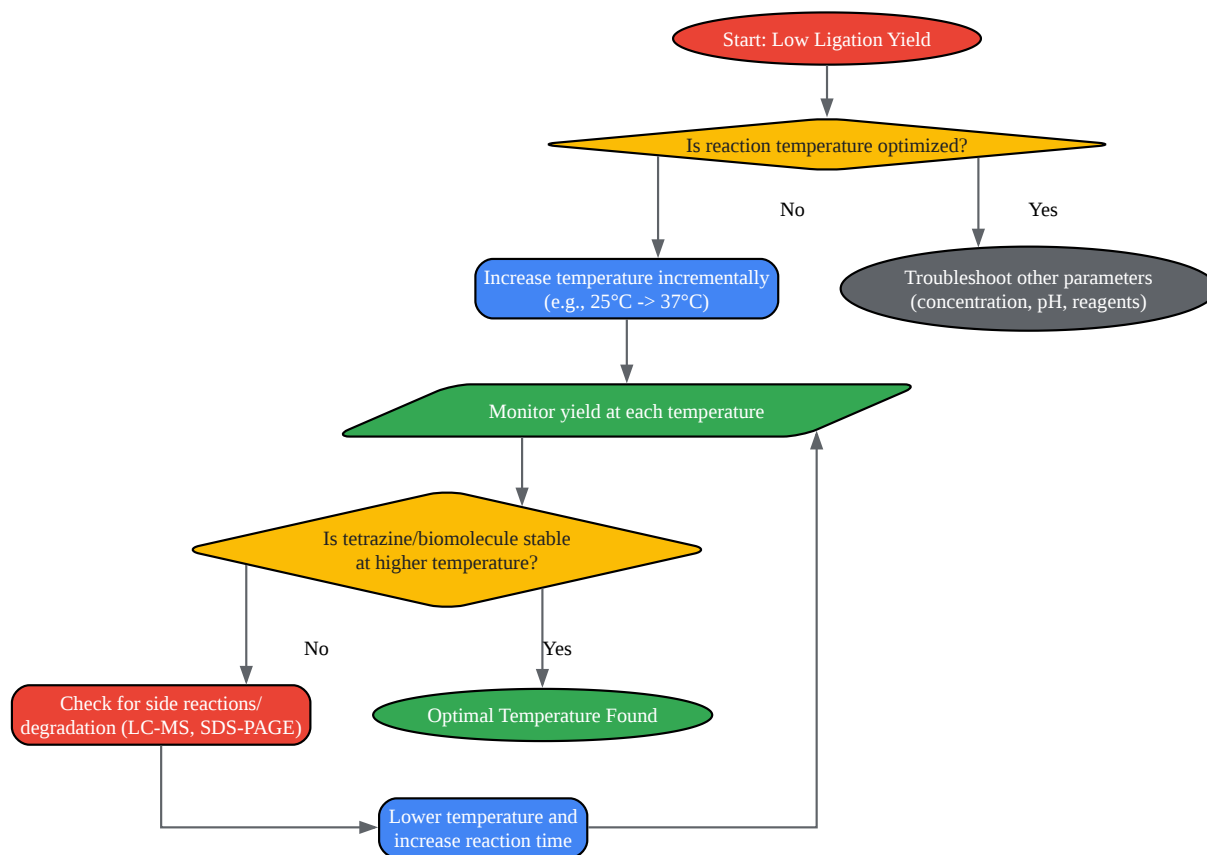 Start: Low Ligation Yield
Is reaction temperature optimized?
No
Yes
Increase temperature incrementally
(e.g., 25°C -> 37°C)
Troubleshoot other parameters
(concentration, pH, reagents)
Monitor yield at each temperature
Is tetrazine/biomolecule stable
at higher temperature?
No
Yes
Check for side reactions/
degradation (LC-MS, SDS-PAGE)
Optimal Temperature Found
Lower temperature and
increase reaction time